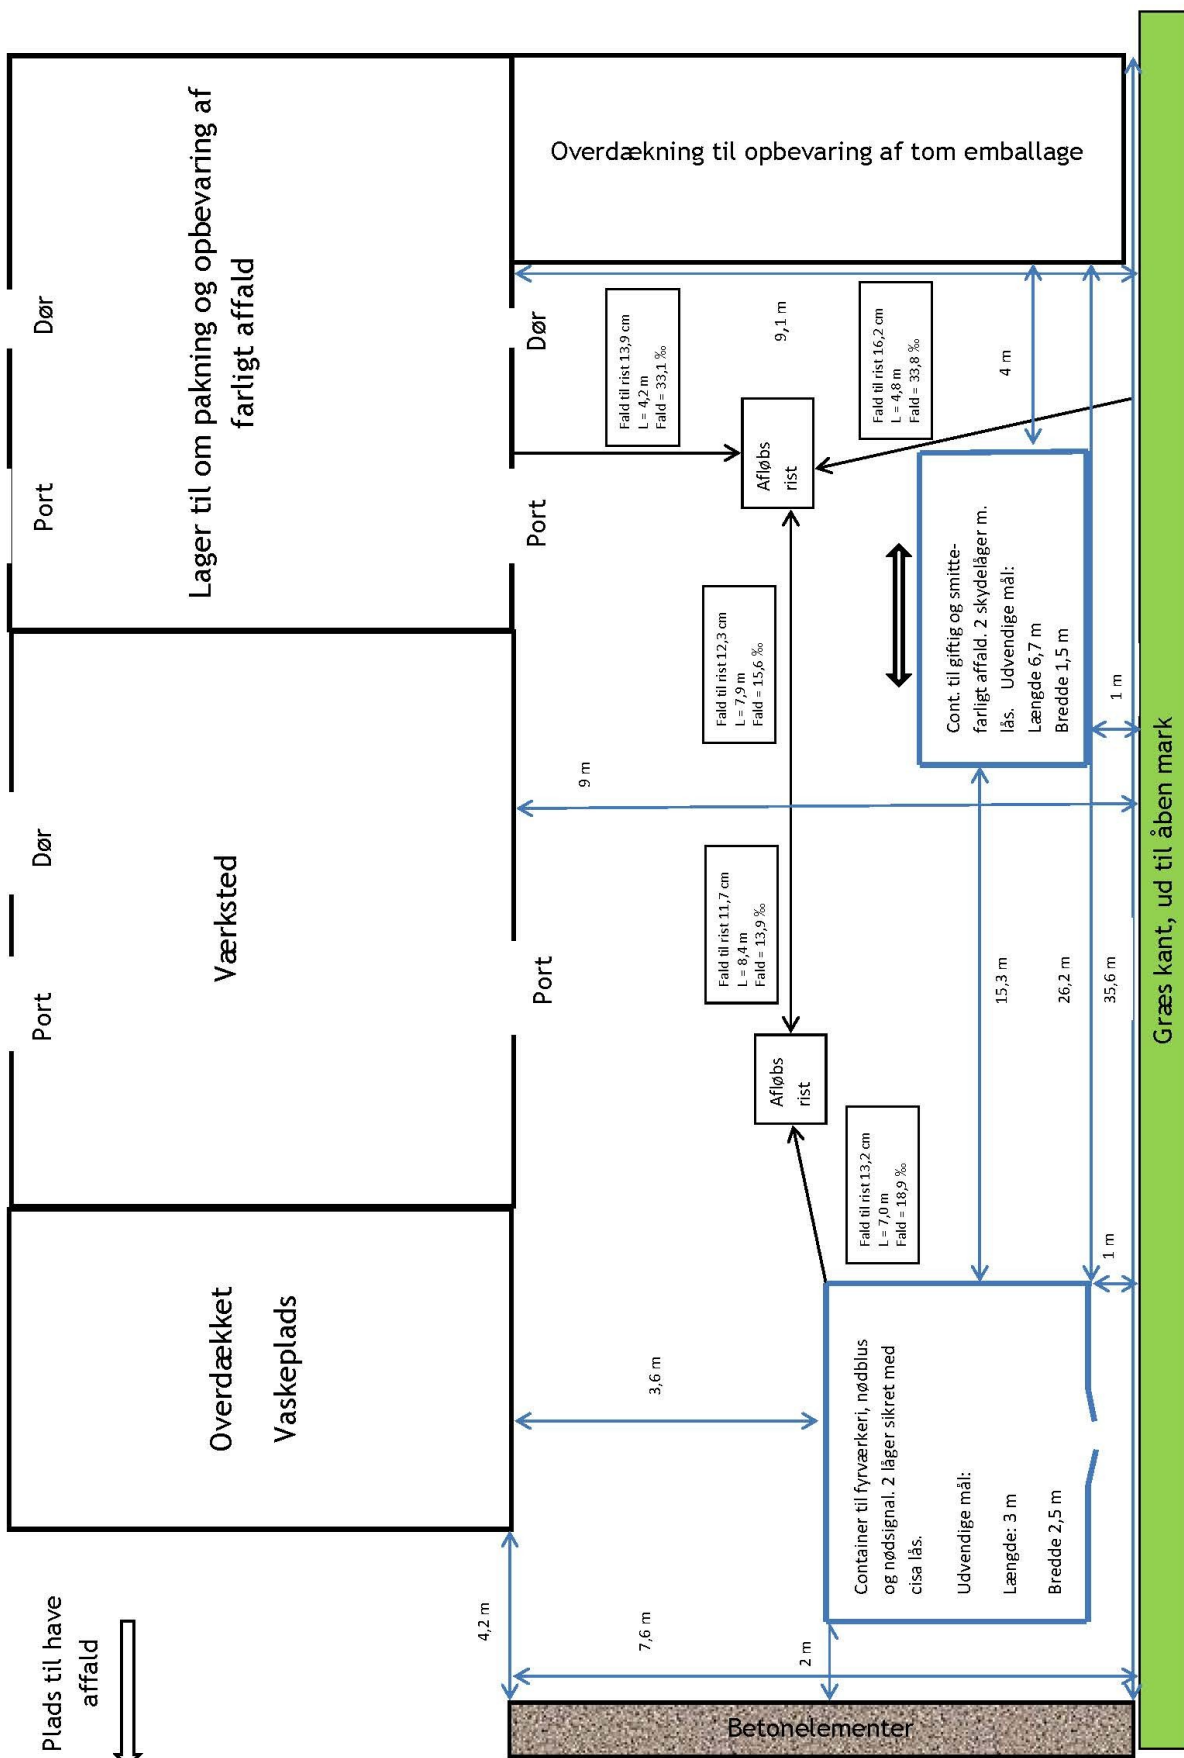 Plads til have
affald
Overdækket
Vaskeplads
Port
Dør
Værksted
Port
Port
Dør
Lager til om pakning og opbevaring af
farligt affald
Port
Dør
Overdækning til opbevaring af tom emballage
4,2 m
7,6 m
2 m
3,6 m
9 m
9,1 m
Fald til rist 13,2 cm
L = 7,0 m
Fald = 18,9 ‰
Afløbs
rist
Fald til rist 11,7 cm
L = 8,4 m
Fald = 13,9 ‰
Fald til rist 12,3 cm
L = 7,9 m
Fald = 15,6 ‰
Afløbs
rist
Fald til rist 13,9 cm
L = 4,2 m
Fald = 33,1 ‰
Fald til rist 16,2 cm
L = 4,8 m
Fald = 33,8 ‰
Container til fyrværkeri, nødblus
og nødsignal. 2 låger sikret med
cisa lås.
Udvendige mål:
Længde: 3 m
Bredde 2,5 m
Cont. til giftig og smitte-
farligt affald. 2 skydelåger m.
lås. Udvendige mål:
Længde 6,7 m
Bredde 1,5 m
15,3 m
26,2 m
35,6 m
1 m
1 m
4 m
Betonelementer
Græs kant, ud til åben mark